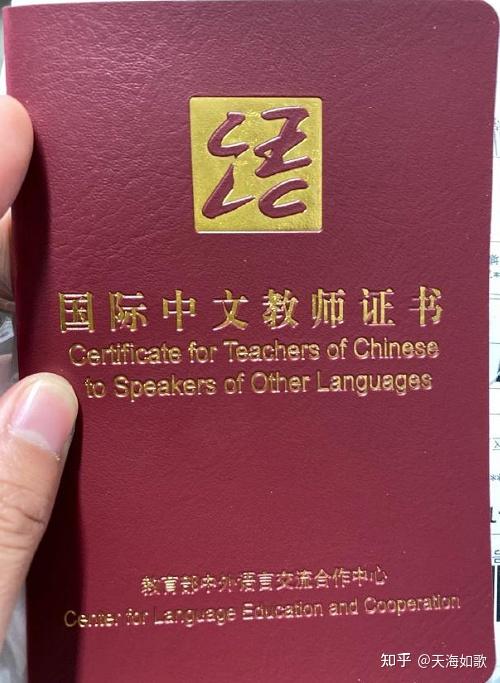 国际中文教师证书
Certificate for Teachers of Chinese
to Speakers of Other Languages
教育部中外语言交流合作中心
Center for Language Education and Cooperation
知乎 @天海如歌